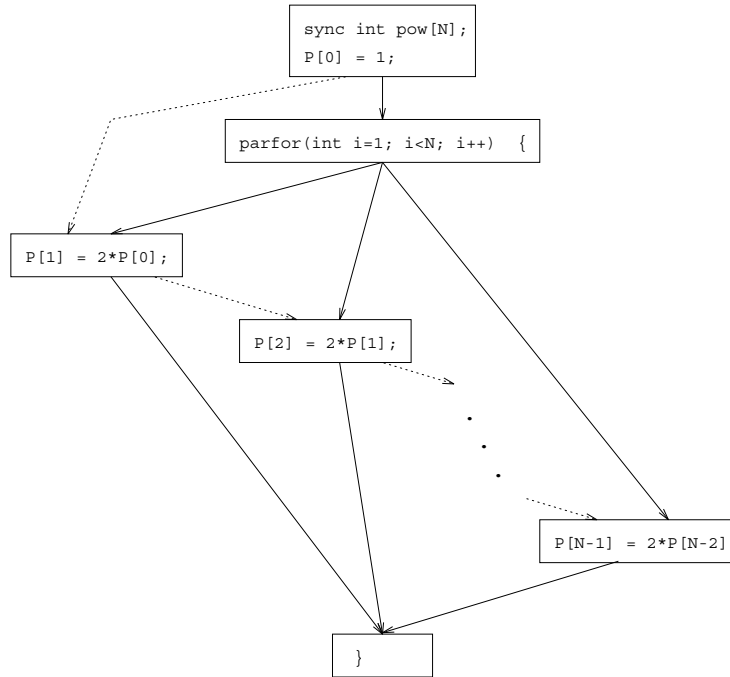 sync int pow[N];
P[0] = 1;
parfor(int i=1; i<N; i++)  {
P[1] = 2*P[0];
P[2] = 2*P[1];
P[N-1] = 2*P[N-2]
}